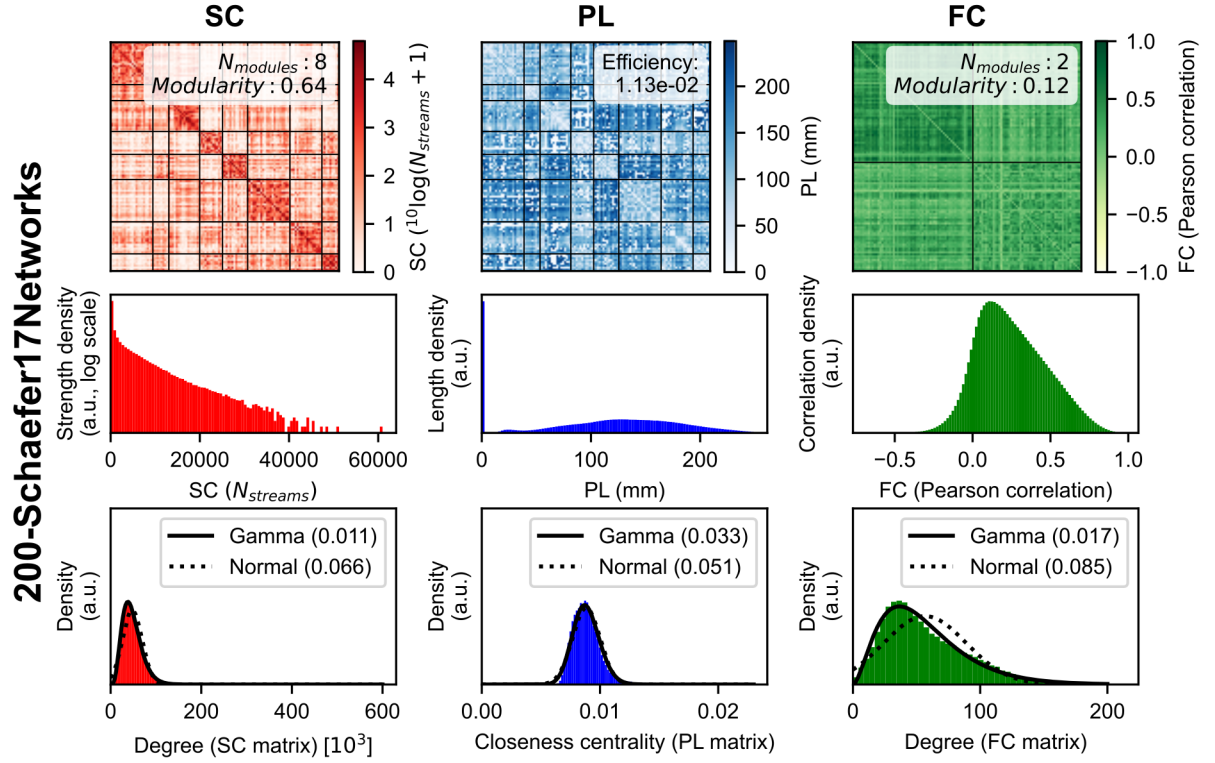 SC
PL
FC
200-Schaefer17Networks
N_modules : 8
Modularity : 0.64
4
3
2
1
0
SC (¹⁰log(N_streams + 1)
Efficiency:
1.13e-02
200
150
100
50
0
PL (mm)
N_modules : 2
Modularity : 0.12
1.0
0.5
0.0
−0.5
−1.0
FC (Pearson correlation)
Strength density
(a.u., log scale)
0 20000 40000 60000
SC (N_streams)
Length density
(a.u.)
0 100 200
PL (mm)
Correlation density
(a.u.)
−0.5 0.0 0.5 1.0
FC (Pearson correlation)
Density
(a.u.)
Gamma (0.011)
Normal (0.066)
0 200 400 600
Degree (SC matrix) [10³]
Density
(a.u.)
Gamma (0.033)
Normal (0.051)
0.00 0.01 0.02
Closeness centrality (PL matrix)
Density
(a.u.)
Gamma (0.017)
Normal (0.085)
0 100 200
Degree (FC matrix)